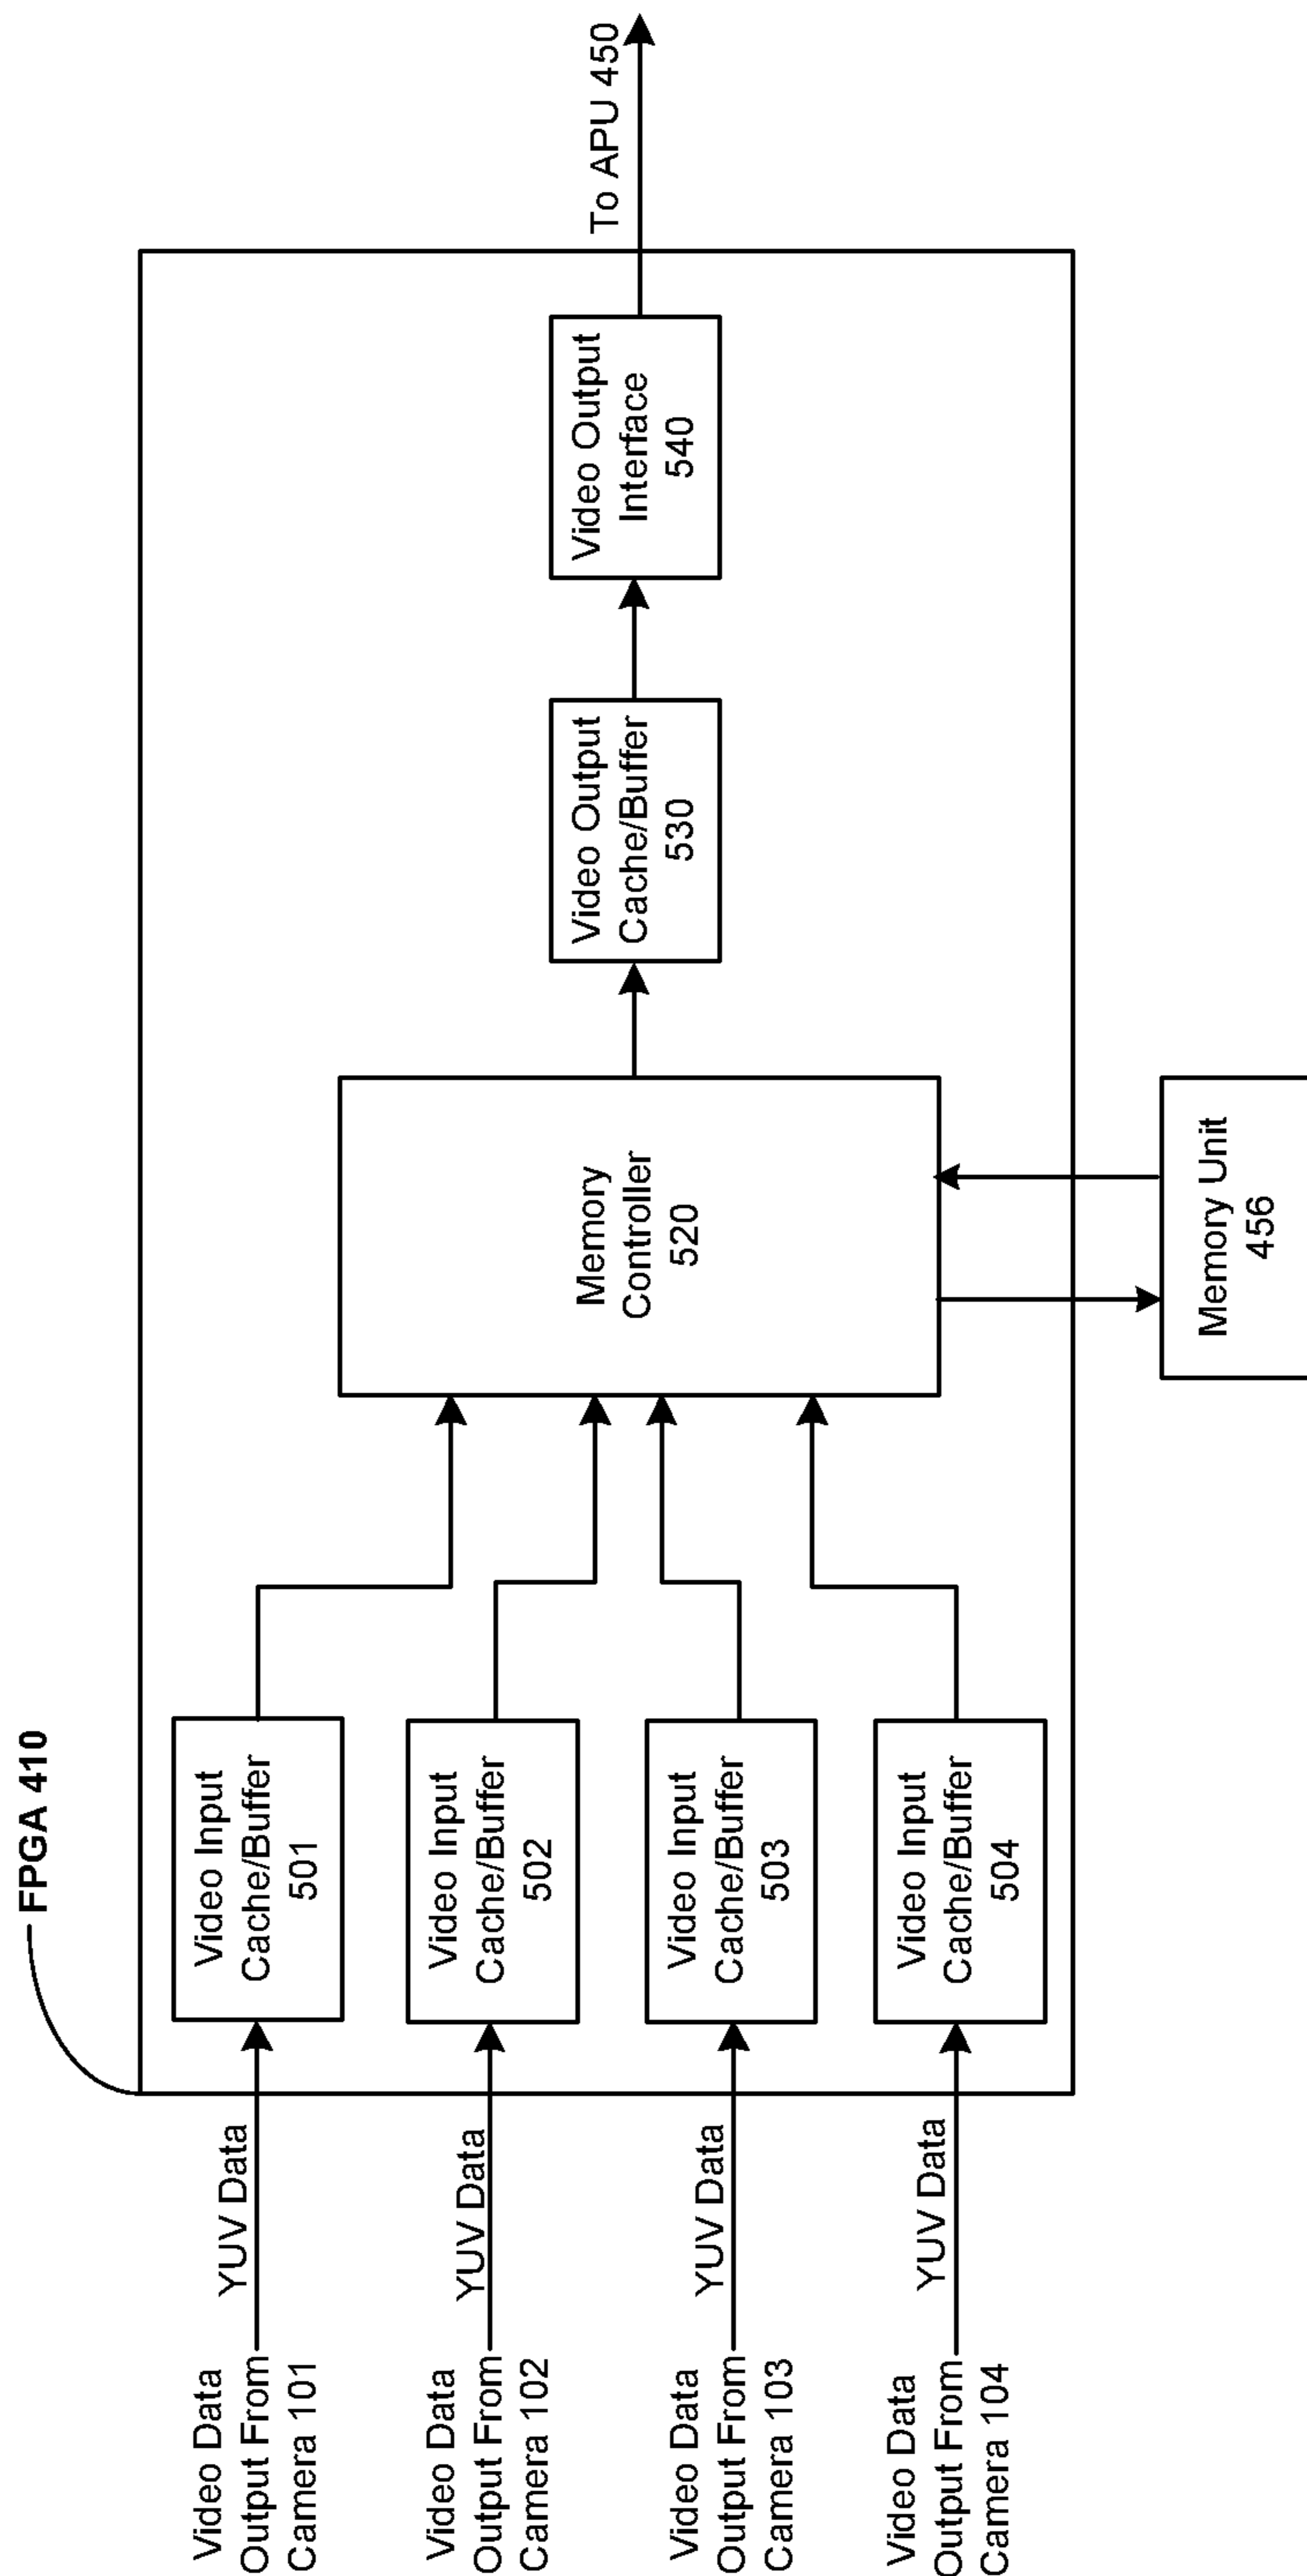 FPGA 410
Video Data
Output From
Camera 101
YUV Data
Video Input
Cache/Buffer
501
Video Data
Output From
Camera 102
YUV Data
Video Input
Cache/Buffer
502
Video Data
Output From
Camera 103
YUV Data
Video Input
Cache/Buffer
503
Video Data
Output From
Camera 104
YUV Data
Video Input
Cache/Buffer
504
Memory
Controller
520
Memory Unit
456
Video Output
Cache/Buffer
530
Video Output
Interface
540
To APU 450